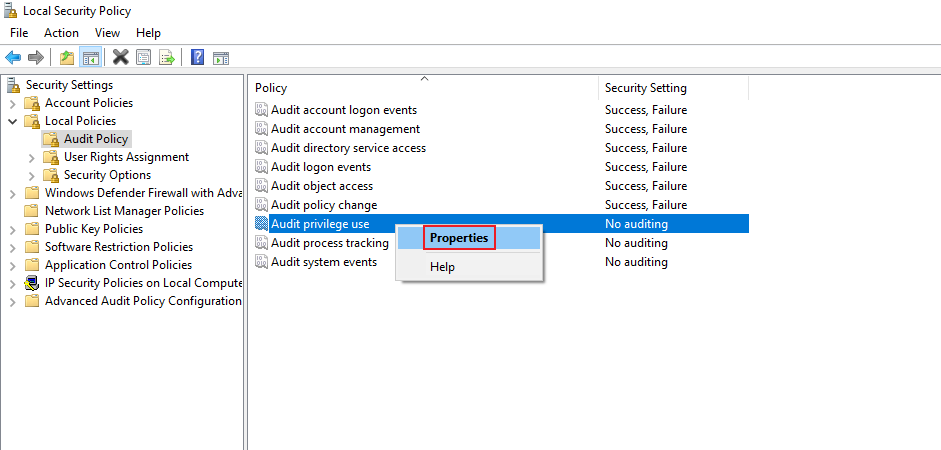 Local Security Policy
File Action View Help
Security Settings
Account Policies
Local Policies
Audit Policy
User Rights Assignment
Security Options
Windows Defender Firewall with Adva
Network List Manager Policies
Public Key Policies
Software Restriction Policies
Application Control Policies
IP Security Policies on Local Compute
Advanced Audit Policy Configuration
Policy Security Setting
Audit account logon events Success, Failure
Audit account management Success, Failure
Audit directory service access Success, Failure
Audit logon events Success, Failure
Audit object access Success, Failure
Audit policy change Success, Failure
Audit privilege use No auditing
Audit process tracking No auditing
Audit system events No auditing
Properties
Help